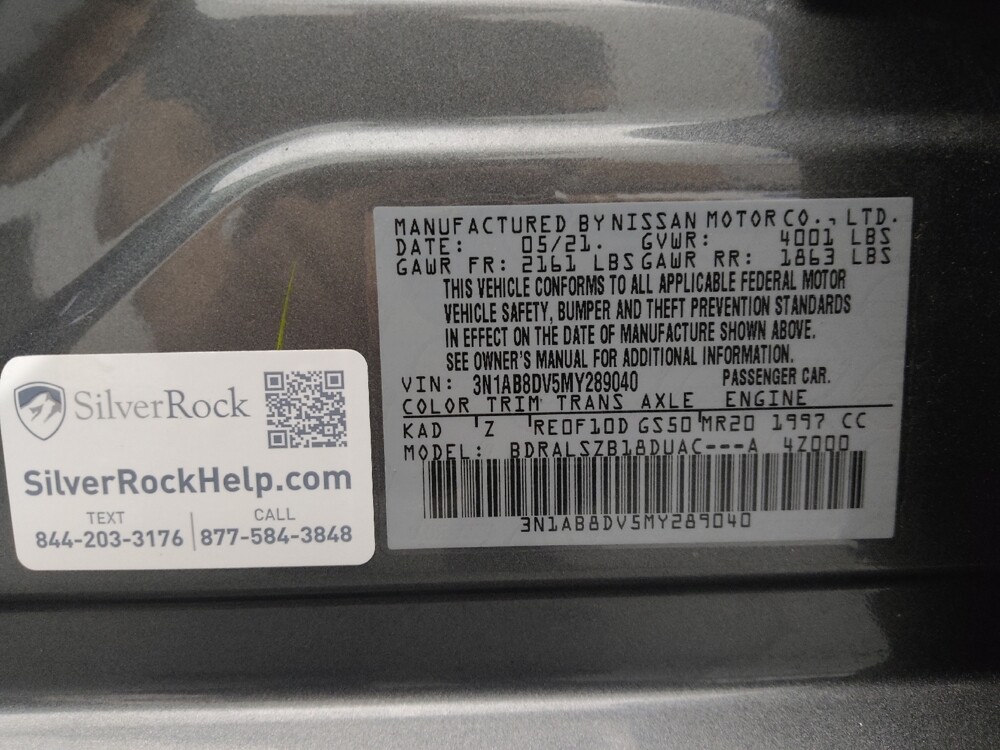 MANUFACTURED BY NISSAN MOTOR CO., LTD.
DATE: 05/21. GVWR: 4001 LBS
GAWR FR: 2161 LBS GAWR RR: 1863 LBS
THIS VEHICLE CONFORMS TO ALL APPLICABLE FEDERAL MOTOR
VEHICLE SAFETY, BUMPER AND THEFT PREVENTION STANDARDS
IN EFFECT ON THE DATE OF MANUFACTURE SHOWN ABOVE.
SEE OWNER'S MANUAL FOR ADDITIONAL INFORMATION.
VIN: 3N1AB8DV5MY289040 PASSENGER CAR.
COLOR TRIM TRANS AXLE ENGINE
KAD Z RE0F10D GS50 MR20 1997 CC
MODEL: BDRALSZB18DUAC---A 4Z000
3N1AB8DV5MY289040
SilverRock
SilverRockHelp.com
TEXT CALL
844-203-3176 | 877-584-3848